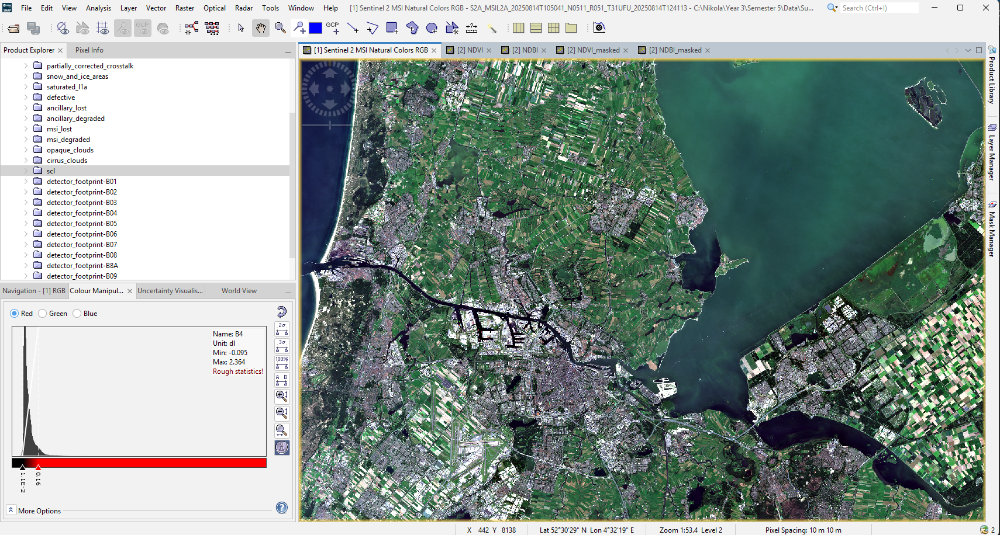 File Edit View Analysis Layer Vector Raster Optical Radar Tools Window Help
[1] Sentinel 2 MSI Natural Colors RGB - S2A_MSIL2A_20250814T105041_N0511_R051_T31UFU_20250814T124113 - C:\Nikola\Year 3\Semester 5\Data\Su...
Search (Ctrl+I)
GCP
GCP
Product Explorer
Pixel Info
[1] Sentinel 2 MSI Natural Colors RGB
[2] NDVI
[2] NDBI
[2] NDVI_masked
[2] NDBI_masked
partially_corrected_crosstalk
snow_and_ice_areas
saturated_l1a
defective
ancillary_lost
ancillary_degraded
msi_lost
msi_degraded
opaque_clouds
cirrus_clouds
scl
detector_footprint-B01
detector_footprint-B02
detector_footprint-B03
detector_footprint-B04
detector_footprint-B05
detector_footprint-B06
detector_footprint-B07
detector_footprint-B08
detector_footprint-B8A
detector_footprint-B09
Navigation - [1] RGB
Colour Manipul...
Uncertainty Visualis...
World View
Red
Green
Blue
Name: B4
Unit: dl
Min: -0.095
Max: 2.364
Rough statistics!
2σ
3σ
100%
A B
1.1E-2
0.16
More Options
Product Library
Layer Manager
Mask Manager
X 442 Y 8138
Lat 52°30'29" N Lon 4°32'19" E
Zoom 1:53.4 Level 2
Pixel Spacing: 10 m 10 m
2